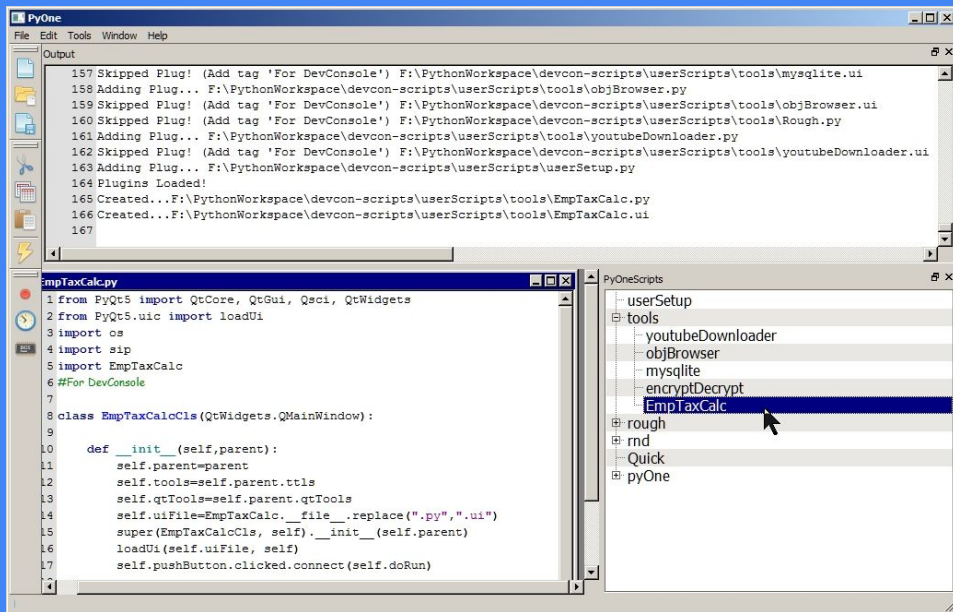 PyOne
File Edit Tools Window Help
Output
157 Skipped Plug! (Add tag 'For DevConsole') F:\PythonWorkspace\devcon-scripts\userScripts\tools\mysqlite.ui
158 Adding Plug... F:\PythonWorkspace\devcon-scripts\userScripts\tools\objBrowser.py
159 Skipped Plug! (Add tag 'For DevConsole') F:\PythonWorkspace\devcon-scripts\userScripts\tools\objBrowser.ui
160 Skipped Plug! (Add tag 'For DevConsole') F:\PythonWorkspace\devcon-scripts\userScripts\tools\Rough.py
161 Adding Plug... F:\PythonWorkspace\devcon-scripts\userScripts\tools\youtubeDownloader.py
162 Skipped Plug! (Add tag 'For DevConsole') F:\PythonWorkspace\devcon-scripts\userScripts\tools\youtubeDownloader.ui
163 Adding Plug... F:\PythonWorkspace\devcon-scripts\userScripts\userSetup.py
164 Plugins Loaded!
165 Created...F:\PythonWorkspace\devcon-scripts\userScripts\tools\EmpTaxCalc.py
166 Created...F:\PythonWorkspace\devcon-scripts\userScripts\tools\EmpTaxCalc.ui
167
EmpTaxCalc.py
1 from PyQt5 import QtCore, QtGui, Qsci, QtWidgets
2 from PyQt5.uic import loadUi
3 import os
4 import sip
5 import EmpTaxCalc
6 #For DevConsole
7
8 class EmpTaxCalcCls(QtWidgets.QMainWindow):
9
10 def __init__(self,parent):
11 self.parent=parent
12 self.tools=self.parent.ttls
13 self.qtTools=self.parent.qtTools
14 self.uiFile=EmpTaxCalc.__file__.replace(".py",".ui")
15 super(EmpTaxCalcCls, self).__init__(self.parent)
16 loadUi(self.uiFile, self)
17 self.pushButton.clicked.connect(self.doRun)
PyOneScripts
userSetup
tools
youtubeDownloader
objBrowser
mysqlite
encryptDecrypt
EmpTaxCalc
rough
rnd
Quick
pyOne